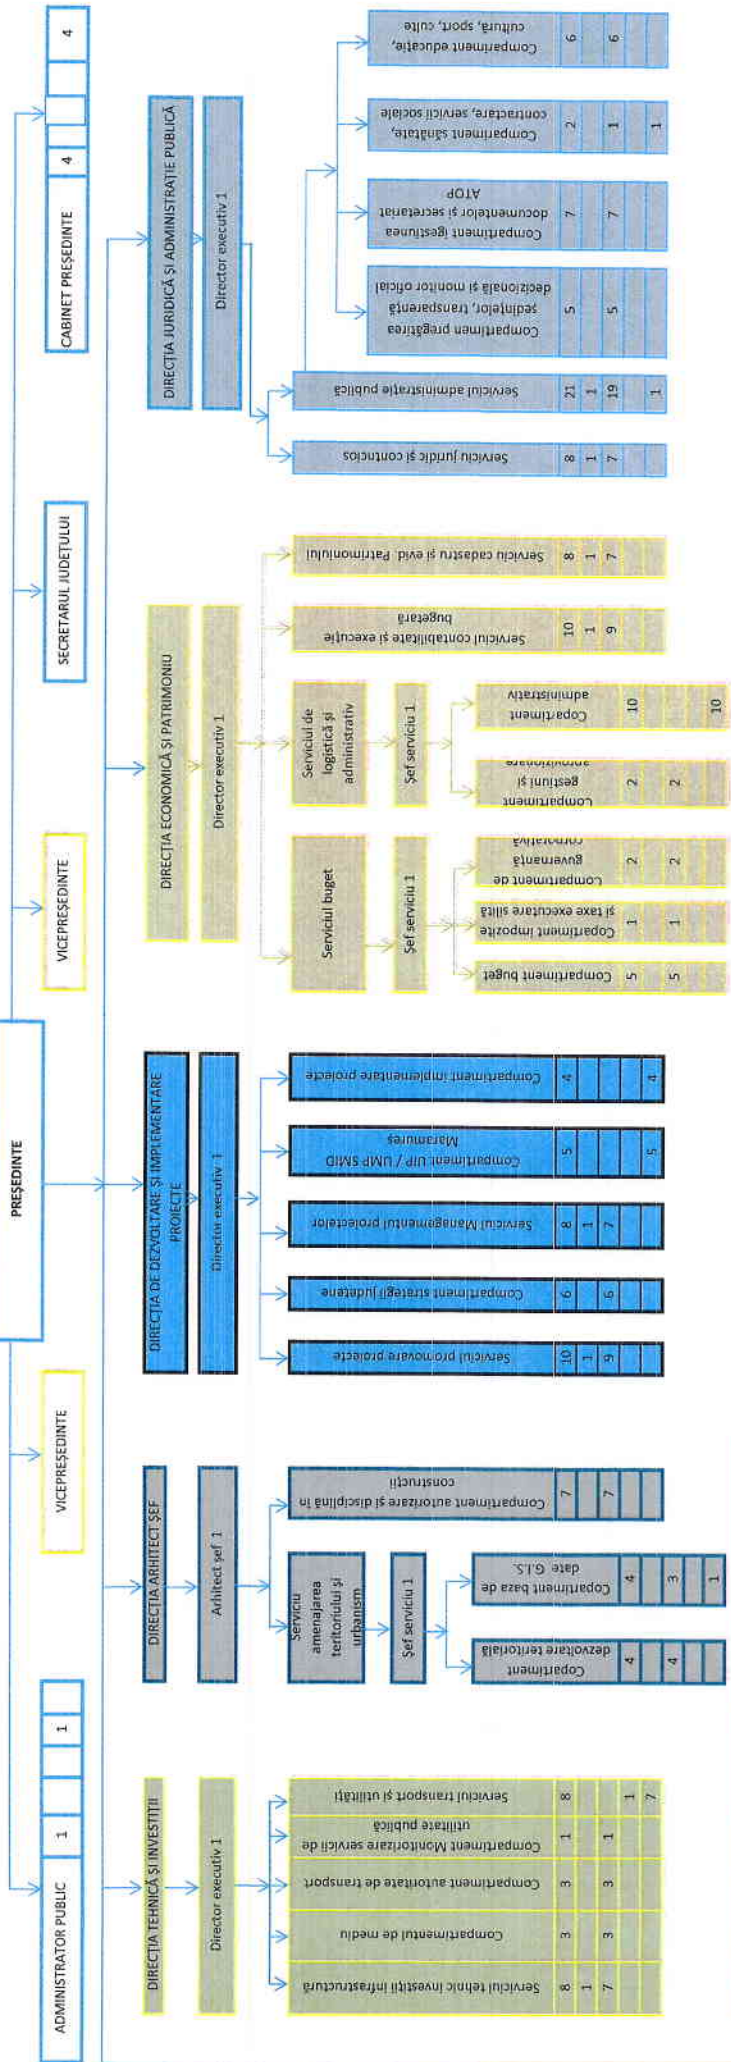 PREȘEDINTE
ADMINISTRATOR PUBLIC
1
1
VICEPREȘEDINTE
VICEPREȘEDINTE
SECRETARUL JUDEȚULUI
CABINET PREȘEDINTE
4
4
DIRECȚIA TEHNICĂ ȘI INVESTIȚII
Director executiv 1
Serviciul tehnic investiții infrastructură
8
1
7
Compartimentul de mediu
3
3
Compartiment autoritate de transport
3
3
Compartiment Monitorizare servicii de
utilitate publică
1
1
Serviciul transport și utilități
8
1
7
DIRECȚIA ARHITECT ȘEF
Arhitect șef 1
Serviciu
amenajarea
teritoriului și
urbanism
Șef serviciu 1
Copartiment
dezvoltare teritorială
4
4
Copartiment baza de
date G.I.S.
4
3
1
Compartiment autorizare și disciplină în
construcții
7
7
DIRECȚIA DE DEZVOLTARE ȘI IMPLEMENTARE
PROIECTE
Director executiv 1
Serviciul promovare proiecte
10
1
9
Compartiment strategii județene
6
6
Serviciul Managementul proiectelor
8
1
7
Compartiment UIP / UMP SMID
Maramureș
5
5
Compartiment implementare proiecte
4
4
DIRECȚIA ECONOMICĂ ȘI PATRIMONIU
Director executiv 1
Serviciul buget
Șef serviciu 1
Compartiment buget
5
5
Copartiment impozite
și taxe executare silită
1
1
Compartiment de
guvernanță
corporativă
2
2
Serviciul de
logistică și
administrativ
Șef serviciu 1
Compartiment
gestiuni și
aprovizionare
2
2
Copartiment
administrativ
10
10
Serviciul contabilitate și execuție
bugetară
10
1
9
Serviciu cadastru și evid. Patrimoniului
8
1
7
DIRECȚIA JURIDICĂ ȘI ADMINISTRAȚIE PUBLICĂ
Director executiv 1
Serviciu juridic și contncios
8
1
7
Serviciul administrație publică
21
1
19
1
Compartimen pregătirea
ședințelor, transparență
decizională și monitor oficial
5
5
Compartiment igestiunea
documentelor și secretariat
ATOP
7
7
Compartiment sănătate,
contractare, servicii sociale
2
1
1
Compartiment educație,
cultură, sport, culte
6
6